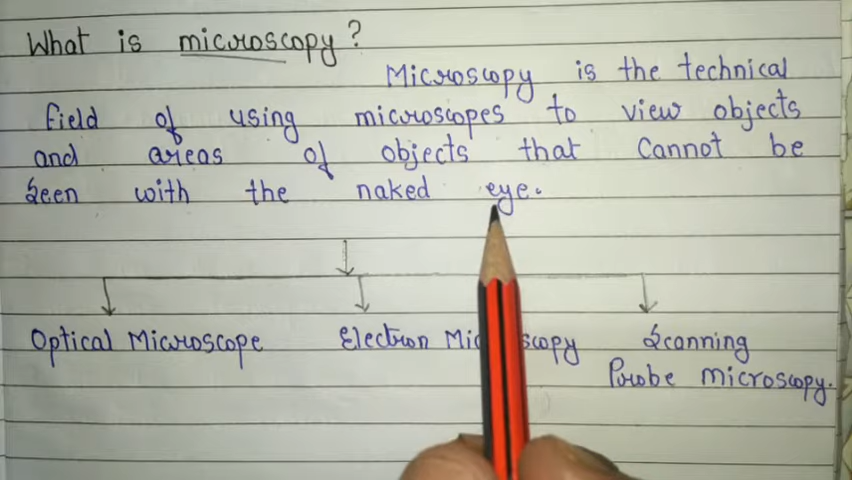 What is microscopy?
Microscopy is the technical
field of using microscopes to view objects
and areas of objects that cannot be
seen with the naked eye.
Optical Microscope Electron Microscopy Scanning
Probe microscopy.